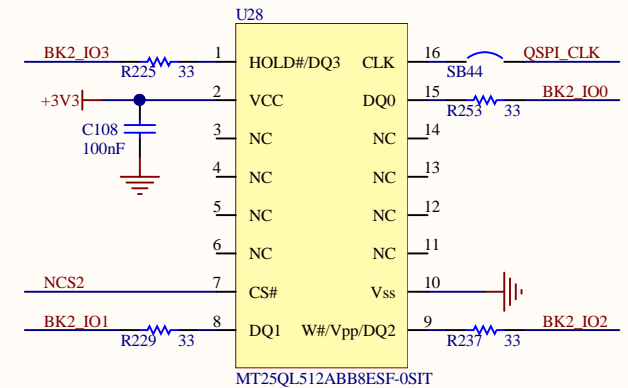 U28
BK2_IO3 R225 33 1 HOLD#/DQ3 CLK 16 SB44 QSPI_CLK
+3V3 2 VCC DQ0 15 R253 33 BK2_IO0
C108
100nF
3 NC NC 14
4 NC NC 13
5 NC NC 12
6 NC NC 11
NCS2 7 CS# Vss 10
BK2_IO1 R229 33 8 DQ1 W#/Vpp/DQ2 9 R237 33 BK2_IO2
MT25QL512ABB8ESF-0SIT